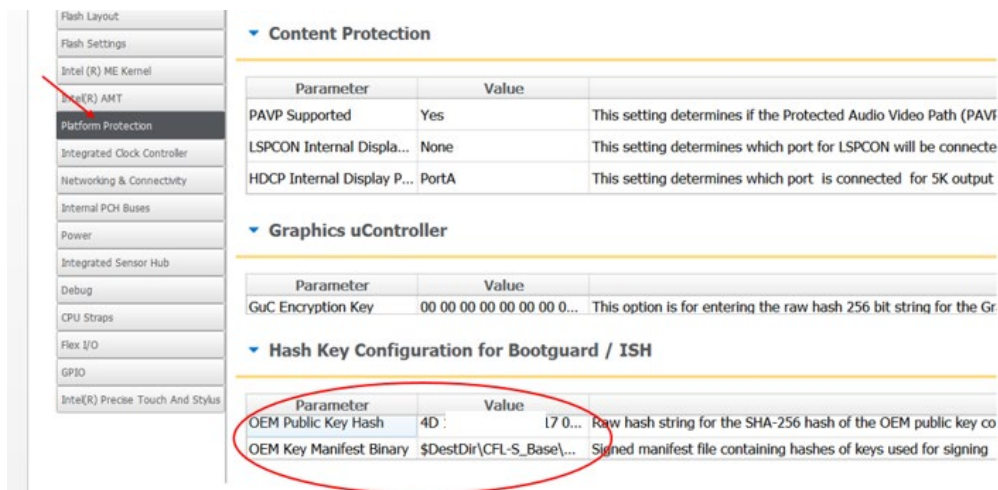 Flash Layout
Flash Settings
Intel (R) ME Kernel
Intel(R) AMT
Platform Protection
Integrated Clock Controller
Networking & Connectivity
Internal PCH Buses
Power
Integrated Sensor Hub
Debug
CPU Straps
Flex I/O
GPIO
Intel(R) Precise Touch And Stylus
Content Protection
Parameter Value
PAVP Supported Yes This setting determines if the Protected Audio Video Path (PAVP
LSPCON Internal Displa... None This setting determines which port for LSPCON will be connecte
HDCP Internal Display P... PortA This setting determines which port is connected for 5K output
Graphics uController
Parameter Value
GuC Encryption Key 00 00 00 00 00 00 00 0... This option is for entering the raw hash 256 bit string for the Gr
Hash Key Configuration for Bootguard / ISH
Parameter Value
OEM Public Key Hash 4D 17 0... Raw hash string for the SHA-256 hash of the OEM public key co
OEM Key Manifest Binary $DestDir\CFL-S_Base\... Signed manifest file containing hashes of keys used for signing